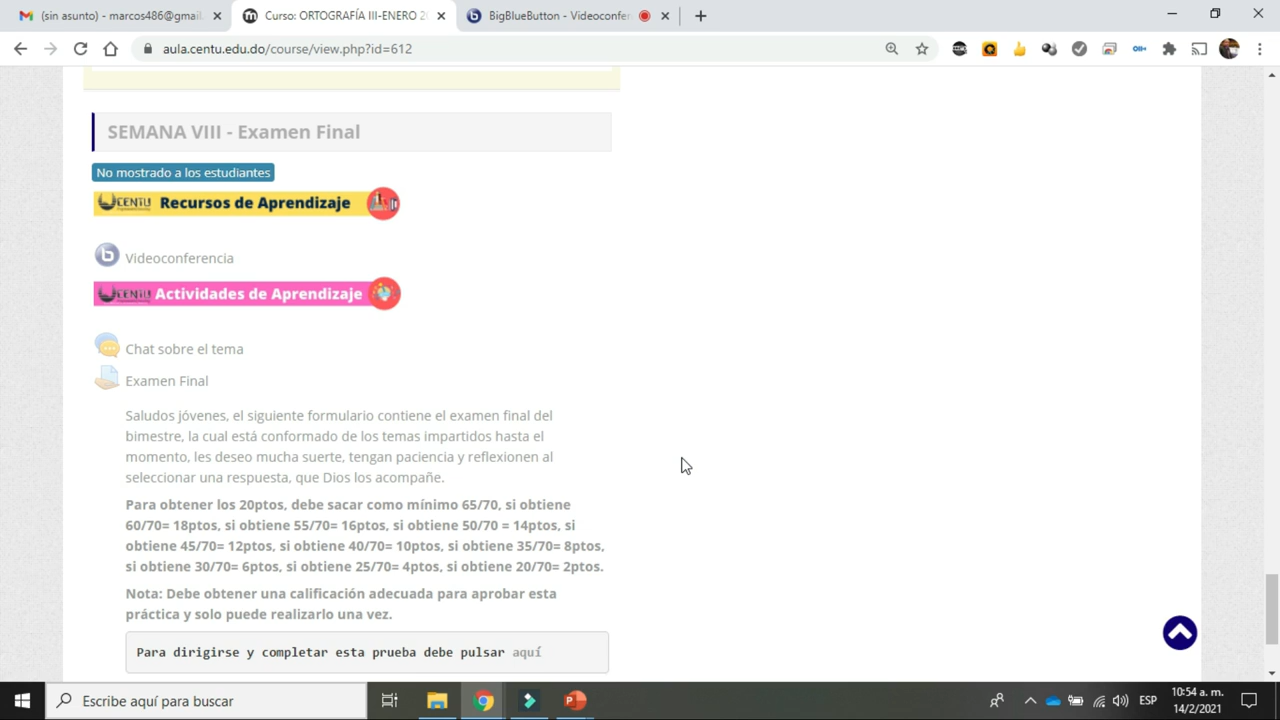 (sin asunto) - marcos486@gmail.
Curso: ORTOGRAFÍA III-ENERO 2
BigBlueButton - Videoconferen
aula.centu.edu.do/course/view.php?id=612
SEMANA VIII - Examen Final
No mostrado a los estudiantes
UCENTU Recursos de Aprendizaje
Videoconferencia
UCENTU Actividades de Aprendizaje
Chat sobre el tema
Examen Final
Saludos jóvenes, el siguiente formulario contiene el examen final del
bimestre, la cual está conformado de los temas impartidos hasta el
momento, les deseo mucha suerte, tengan paciencia y reflexionen al
seleccionar una respuesta, que Dios los acompañe.
Para obtener los 20ptos, debe sacar como mínimo 65/70, si obtiene
60/70= 18ptos, si obtiene 55/70= 16ptos, si obtiene 50/70 = 14ptos, si
obtiene 45/70= 12ptos, si obtiene 40/70= 10ptos, si obtiene 35/70= 8ptos,
si obtiene 30/70= 6ptos, si obtiene 25/70= 4ptos, si obtiene 20/70= 2ptos.
Nota: Debe obtener una calificación adecuada para aprobar esta
práctica y solo puede realizarlo una vez.
Para dirigirse y completar esta prueba debe pulsar aquí
Escribe aquí para buscar
ESP
10:54 a. m.
14/2/2021